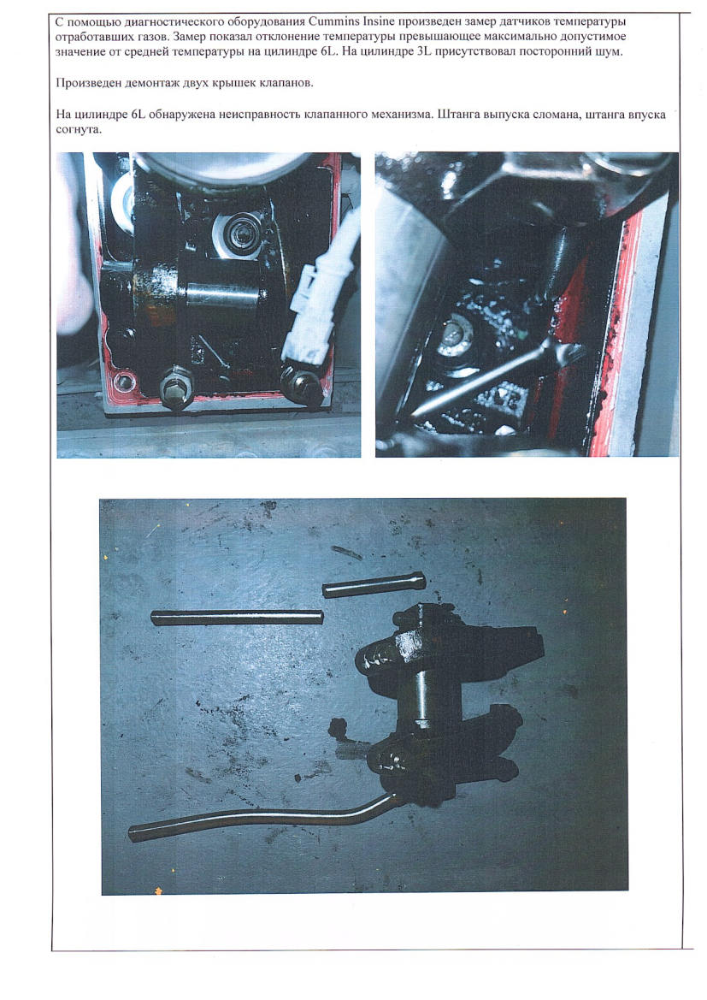 С помощью диагностического оборудования Cummins Insine произведен замер датчиков температуры
отработавших газов. Замер показал отклонение температуры превышающее максимально допустимое
значение от средней температуры на цилиндре 6L. На цилиндре 3L присутствовал посторонний шум.
Произведен демонтаж двух крышек клапанов.
На цилиндре 6L обнаружена неисправность клапанного механизма. Штанга выпуска сломана, штанга впуска
согнута.